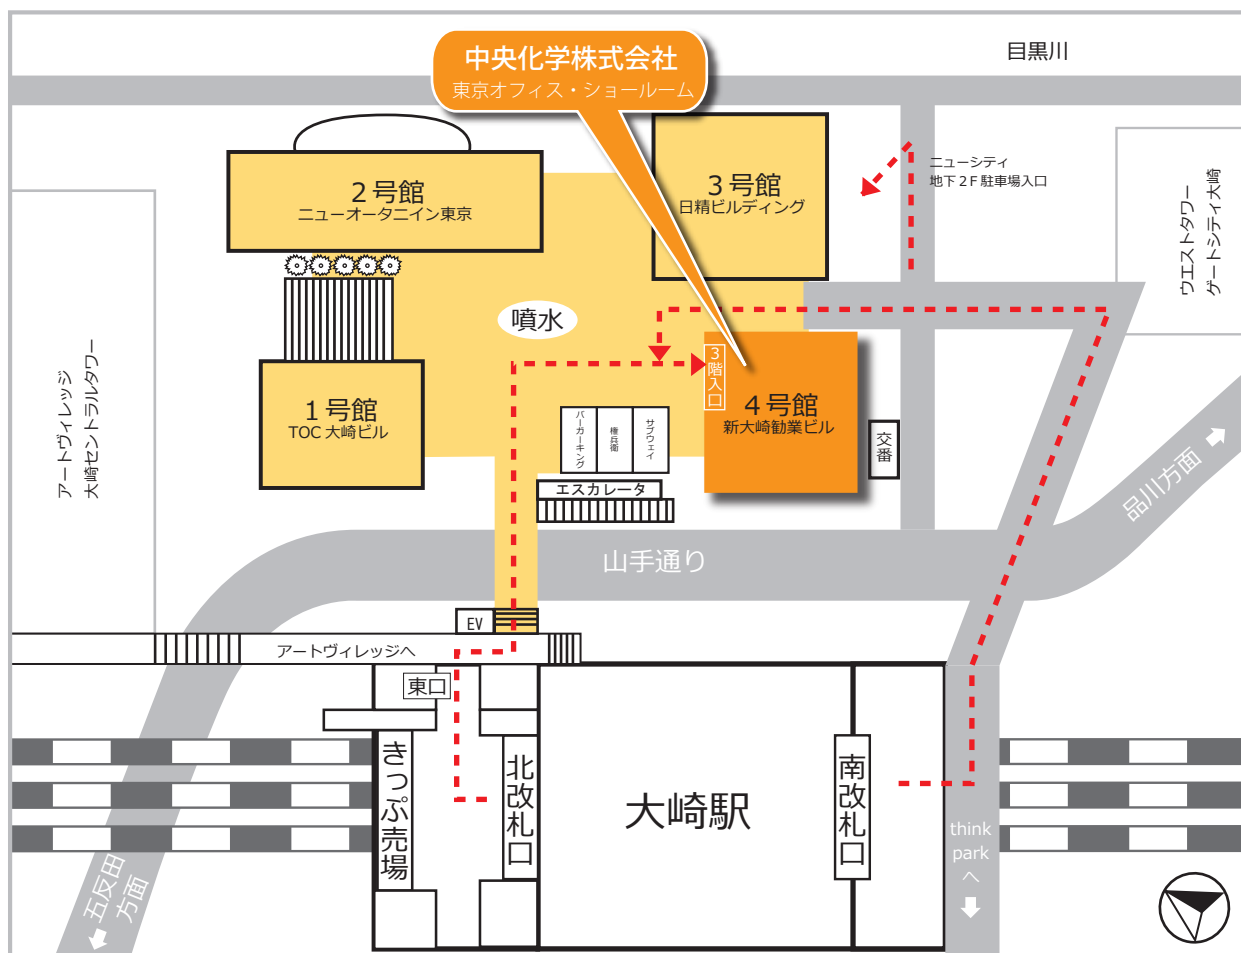 目黒川
中央化学株式会社
東京オフィス・ショールーム
2号館
ニューオータニイン東京
3号館
日精ビルディング
ニューシティ
地下2F駐車場入口
ウエストタワー
ゲートシティ大崎
噴水
アートヴィレッジ
大崎セントラルタワー
1号館
TOC 大崎ビル
3階入口
4号館
新大崎勧業ビル
バーガーキング
権兵衛
サブウェイ
エスカレータ
交番
品川方面
山手通り
EV
アートヴィレッジへ
東口
きっぷ売場
北改札口
大崎駅
南改札口
think
park
へ
五反田
方面